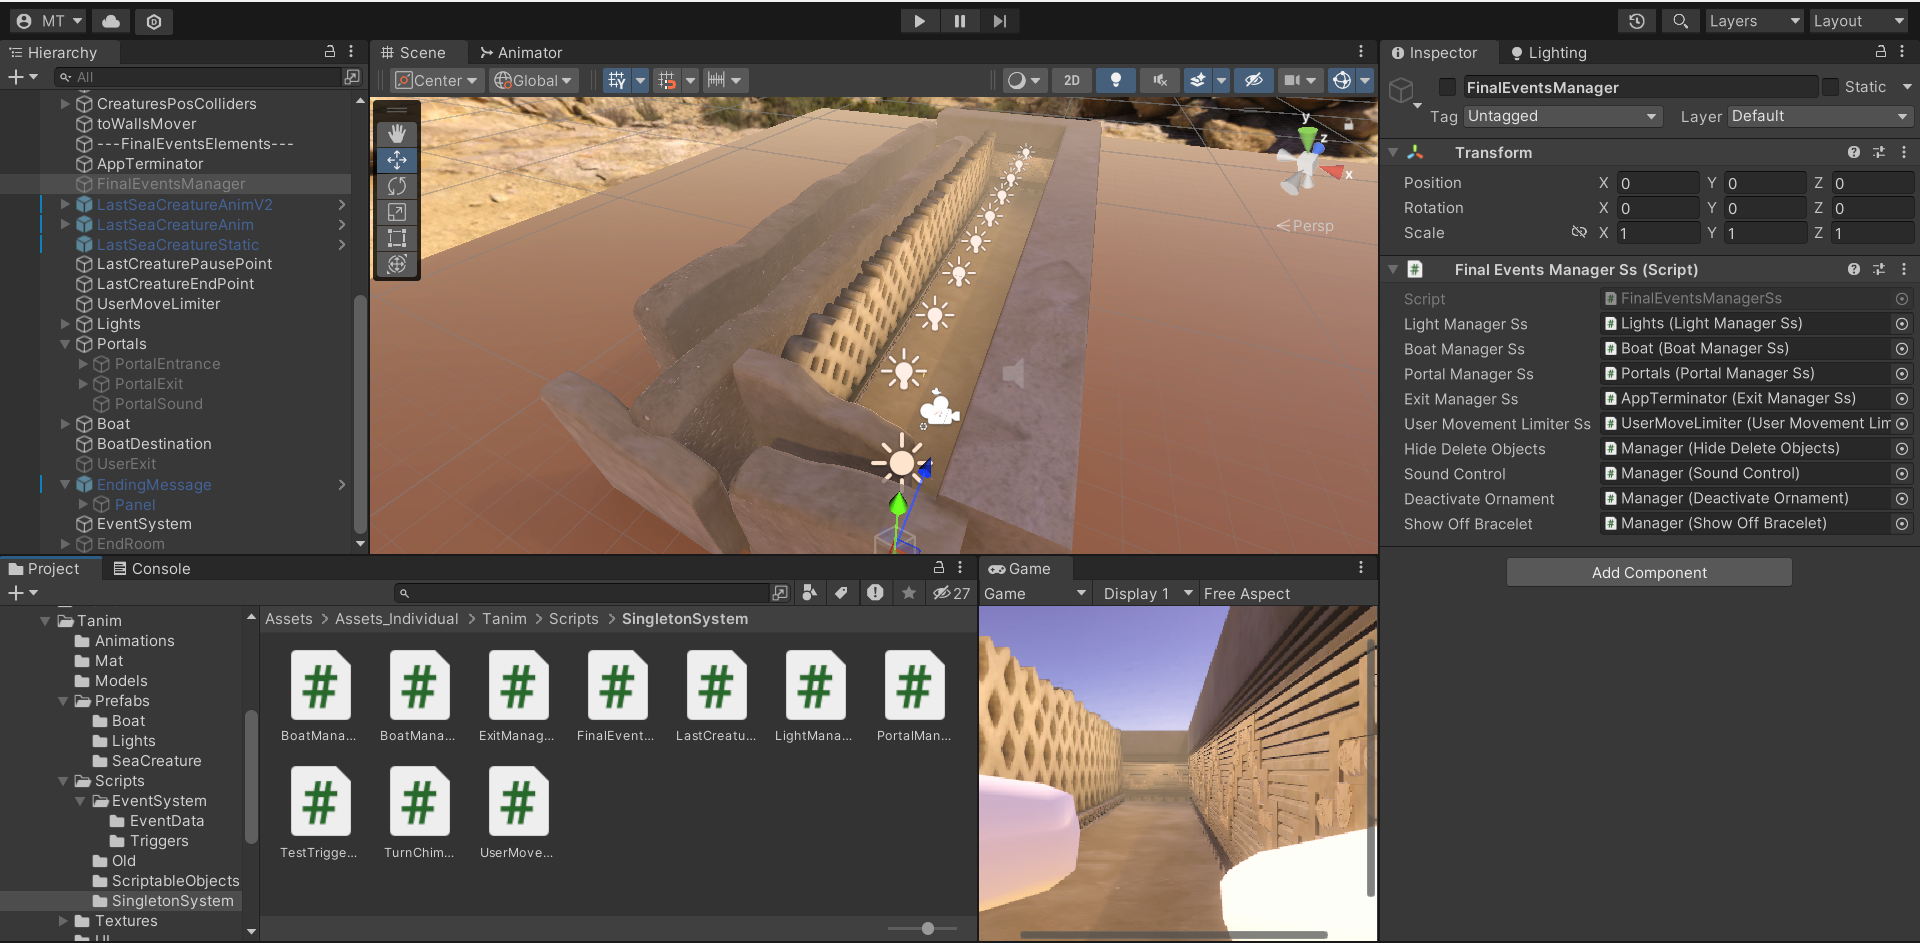 MT
Layers
Layout
Hierarchy
All
CreaturesPosColliders
toWallsMover
---FinalEventsElements---
AppTerminator
FinalEventsManager
LastSeaCreatureAnimV2
LastSeaCreatureAnim
LastSeaCreatureStatic
LastCreaturePausePoint
LastCreatureEndPoint
UserMoveLimiter
Lights
Portals
PortalEntrance
PortalExit
PortalSound
Boat
BoatDestination
UserExit
EndingMessage
Panel
EventSystem
EndRoom
Scene
Animator
Center
Global
2D
y
z
x
Persp
Inspector
Lighting
FinalEventsManager
Static
Tag Untagged
Layer Default
Transform
Position X 0 Y 0 Z 0
Rotation X 0 Y 0 Z 0
Scale X 1 Y 1 Z 1
# Final Events Manager Ss (Script)
Script # FinalEventsManagerSs
Light Manager Ss # Lights (Light Manager Ss)
Boat Manager Ss # Boat (Boat Manager Ss)
Portal Manager Ss # Portals (Portal Manager Ss)
Exit Manager Ss # AppTerminator (Exit Manager Ss)
User Movement Limiter Ss # UserMoveLimiter (User Movement Lim
Hide Delete Objects # Manager (Hide Delete Objects)
Sound Control # Manager (Sound Control)
Deactivate Ornament # Manager (Deactivate Ornament)
Show Off Bracelet # Manager (Show Off Bracelet)
Add Component
Project
Console
27
Tanim
Animations
Mat
Models
Prefabs
Boat
Lights
SeaCreature
Scripts
EventSystem
EventData
Triggers
Old
ScriptableObjects
SingletonSystem
Textures
Assets > Assets_Individual > Tanim > Scripts > SingletonSystem
# # # # # # #
BoatMana... BoatMana... ExitManag... FinalEvent... LastCreatu... LightMana... PortalMan...
# # #
TestTrigge... TurnChim... UserMove...
Game
Game
Display 1
Free Aspect